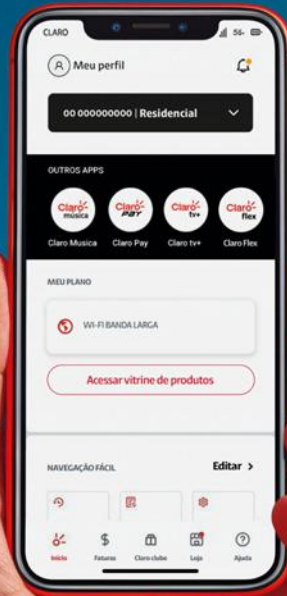 CLARO 5G
Meu perfil
00 000000000 | Residencial
OUTROS APPS
Claro música Claro PAY Claro tv+ Claro flex
Claro Musica Claro Pay Claro tv+ Claro Flex
MEU PLANO
WI-FI BANDA LARGA
Acessar vitrine de produtos
NAVEGAÇÃO FÁCIL Editar >
Início Faturas Claro clube Loja Ajuda